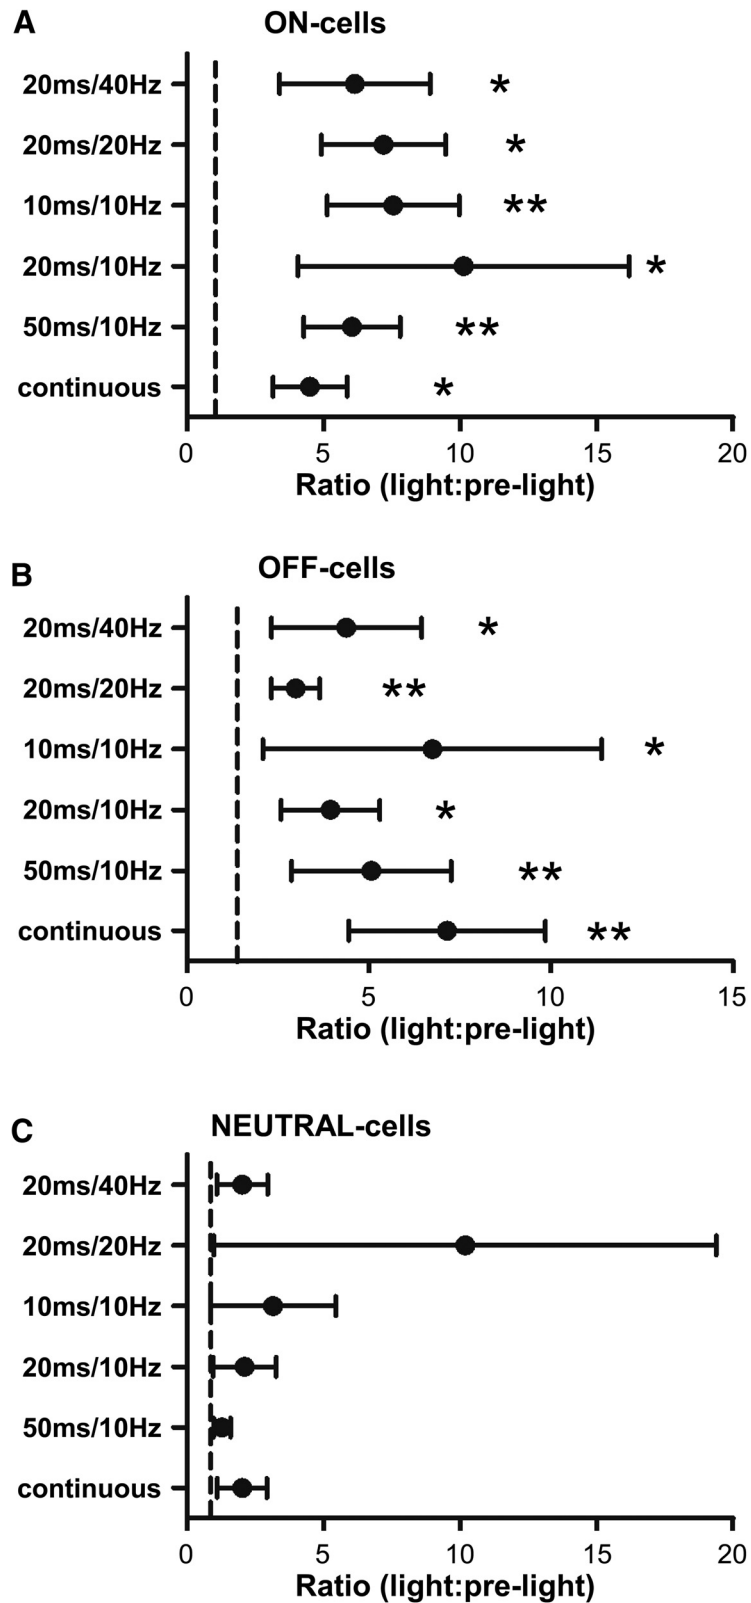 A
ON-cells
20ms/40Hz *
20ms/20Hz *
10ms/10Hz **
20ms/10Hz *
50ms/10Hz **
continuous *
0 5 10 15 20
Ratio (light:pre-light)
B
OFF-cells
20ms/40Hz *
20ms/20Hz **
10ms/10Hz *
20ms/10Hz *
50ms/10Hz **
continuous **
0 5 10 15
Ratio (light:pre-light)
C
NEUTRAL-cells
20ms/40Hz
20ms/20Hz
10ms/10Hz
20ms/10Hz
50ms/10Hz
continuous
0 5 10 15 20
Ratio (light:pre-light)